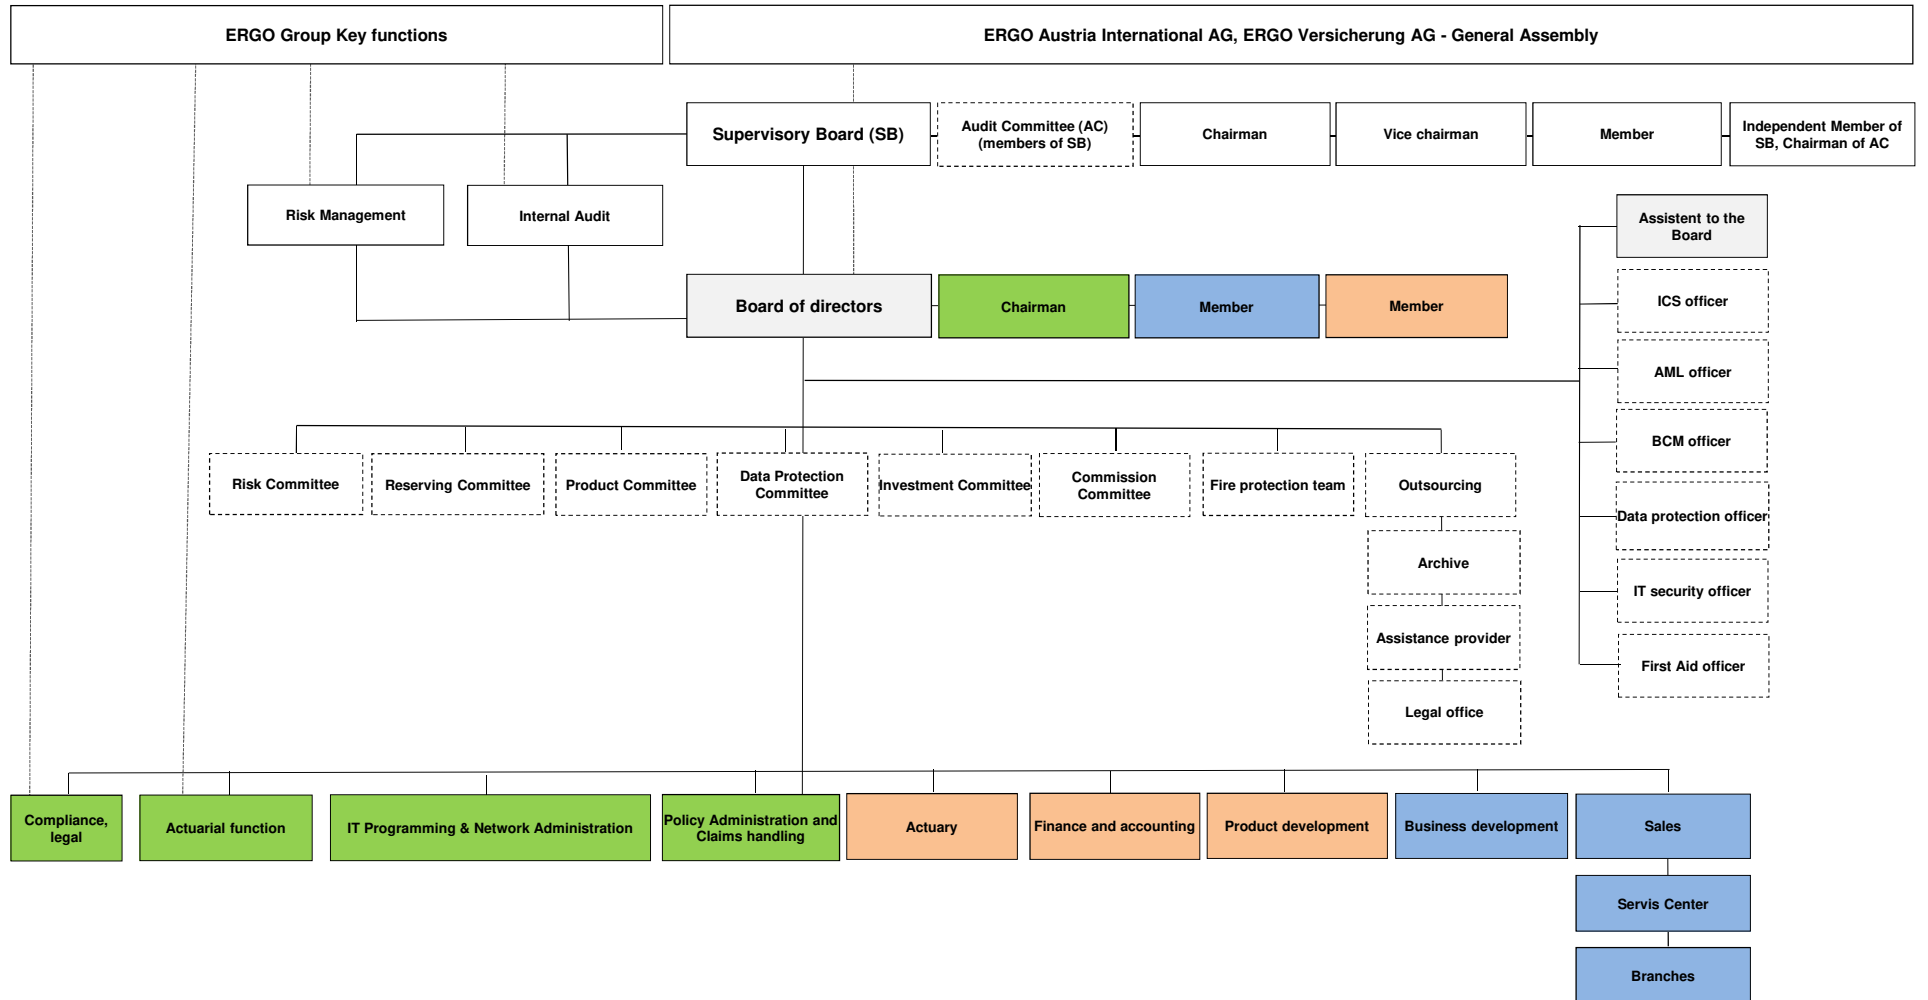 ERGO Group Key functions
ERGO Austria International AG, ERGO Versicherung AG - General Assembly
Supervisory Board (SB)
Audit Committee (AC)
(members of SB)
Chairman
Vice chairman
Member
Independent Member of
SB, Chairman of AC
Risk Management
Internal Audit
Assistent to the
Board
Board of directors
Chairman
Member
Member
ICS officer
AML officer
BCM officer
Data protection officer
IT security officer
First Aid officer
Risk Committee
Reserving Committee
Product Committee
Data Protection
Committee
Investment Committee
Commission
Committee
Fire protection team
Outsourcing
Archive
Assistance provider
Legal office
Compliance,
legal
Actuarial function
IT Programming & Network Administration
Policy Administration and
Claims handling
Actuary
Finance and accounting
Product development
Business development
Sales
Servis Center
Branches